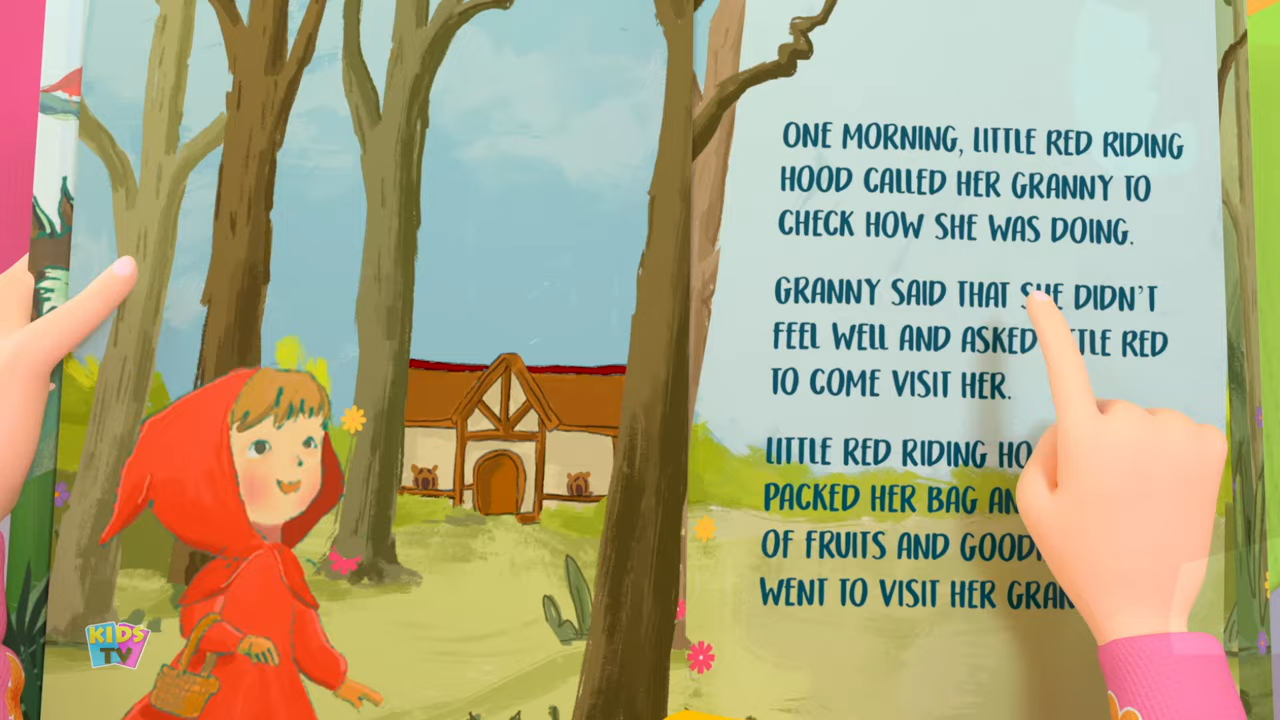 ONE MORNING, LITTLE RED RIDING
HOOD CALLED HER GRANNY TO
CHECK HOW SHE WAS DOING.
GRANNY SAID THAT SHE DIDN'T
FEEL WELL AND ASKED RED
TO COME VISIT HER.
LITTLE RED RIDING
PACKED HER BAG
OF FRUITS AND
WENT TO VISIT HER
KIDS
TV